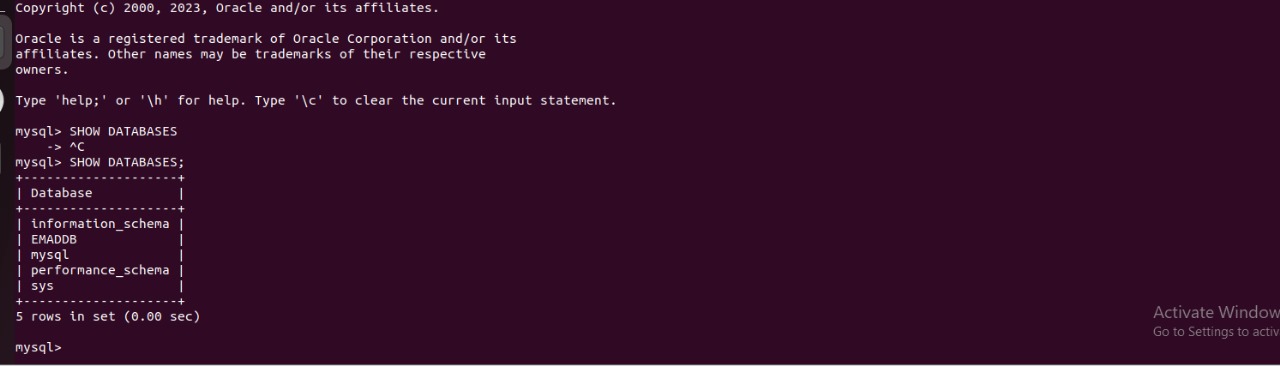 Copyright (c) 2000, 2023, Oracle and/or its affiliates.
Oracle is a registered trademark of Oracle Corporation and/or its
affiliates. Other names may be trademarks of their respective
owners.
Type 'help;' or '\h' for help. Type '\c' to clear the current input statement.
mysql> SHOW DATABASES
    -> ^C
mysql> SHOW DATABASES;
+--------------------+
| Database           |
+--------------------+
| information_schema |
| EMADDB             |
| mysql              |
| performance_schema |
| sys                |
+--------------------+
5 rows in set (0.00 sec)
mysql>
Activate Window
Go to Settings to activ